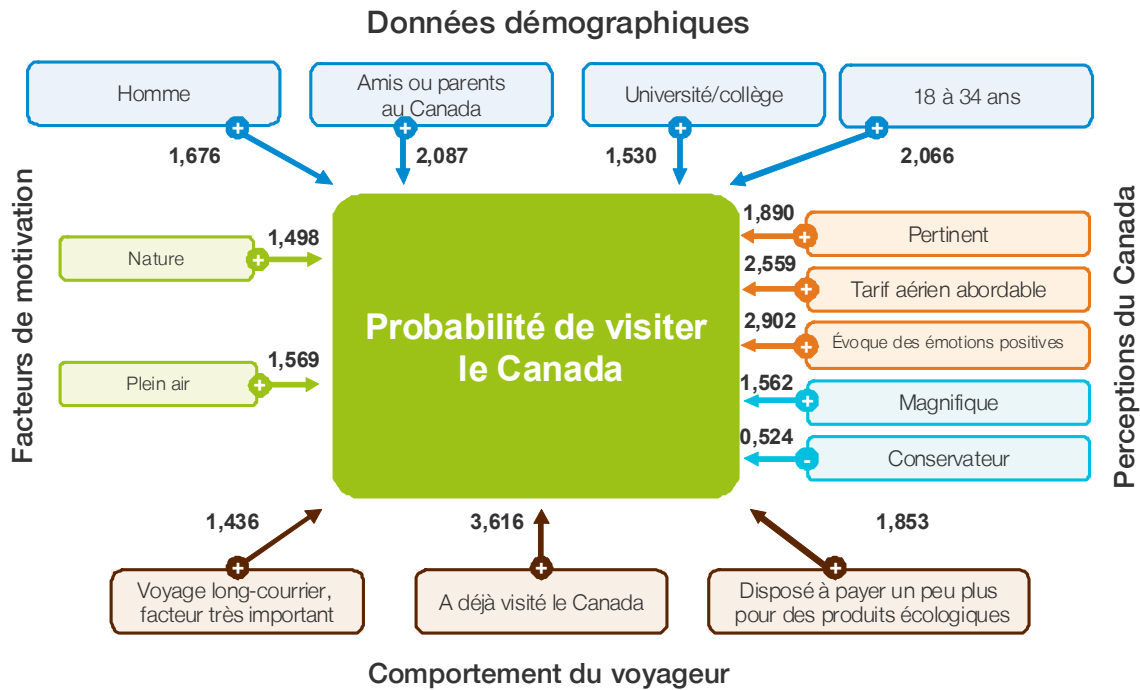 Données démographiques
Homme
Amis ou parents
au Canada
Université/collège
18 à 34 ans
+
+
+
+
1,676
2,087
1,530
2,066
Facteurs de motivation
Nature
+
1,498
Plein air
+
1,569
Probabilité de visiter
le Canada
1,890
+
Pertinent
2,559
+
Tarif aérien abordable
2,902
+
Évoque des émotions positives
1,562
+
Magnifique
0,524
-
Conservateur
Perceptions du Canada
1,436
3,616
1,853
+
+
+
Voyage long-courrier,
facteur très important
A déjà visité le Canada
Disposé à payer un peu plus
pour des produits écologiques
Comportement du voyageur